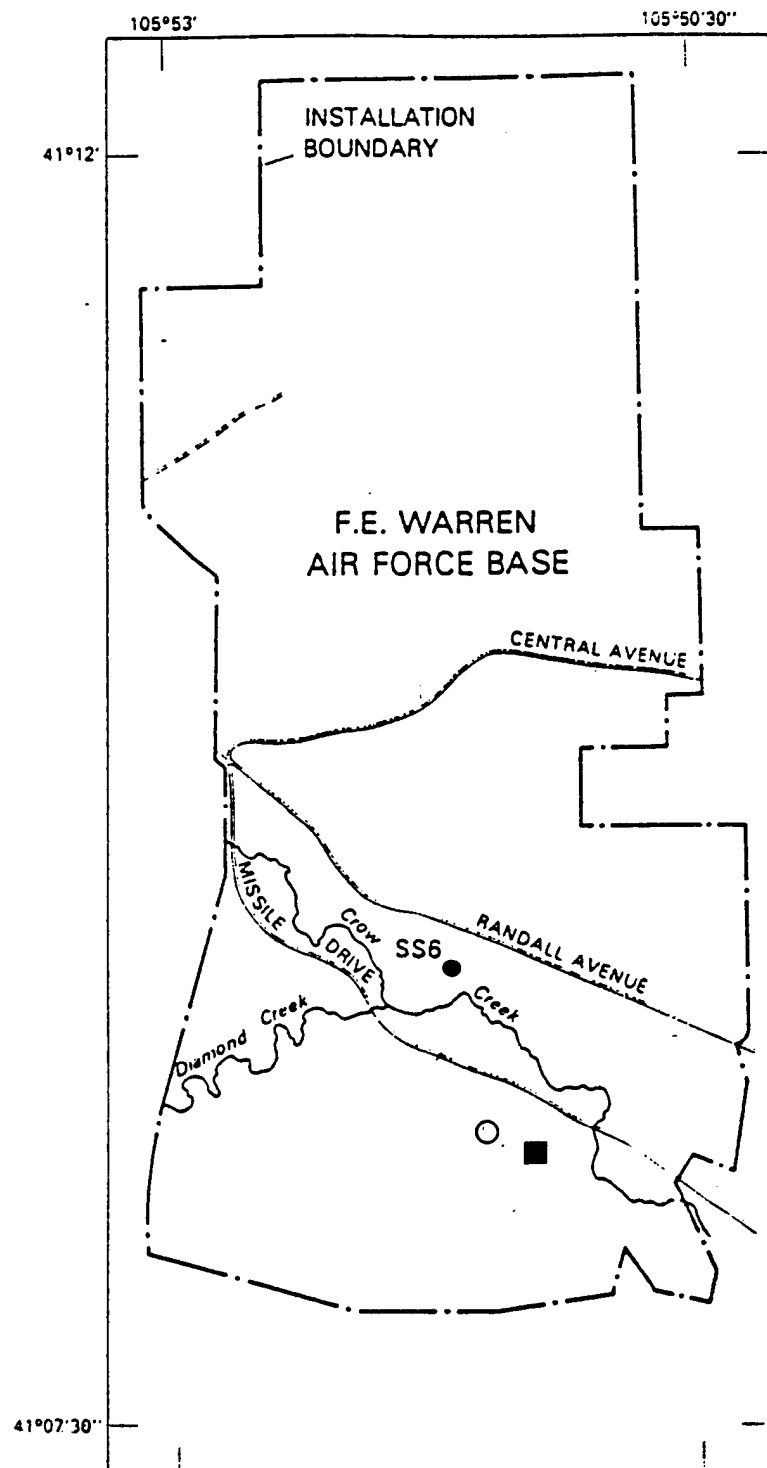 105°53'
105°50'30"
INSTALLATION
BOUNDARY
41°12'
F.E. WARREN
AIR FORCE BASE
CENTRAL AVENUE
MISSILE
DRIVE
Crow
Creek
SS6
RANDALL AVENUE
Diamond Creek
41°07'30"